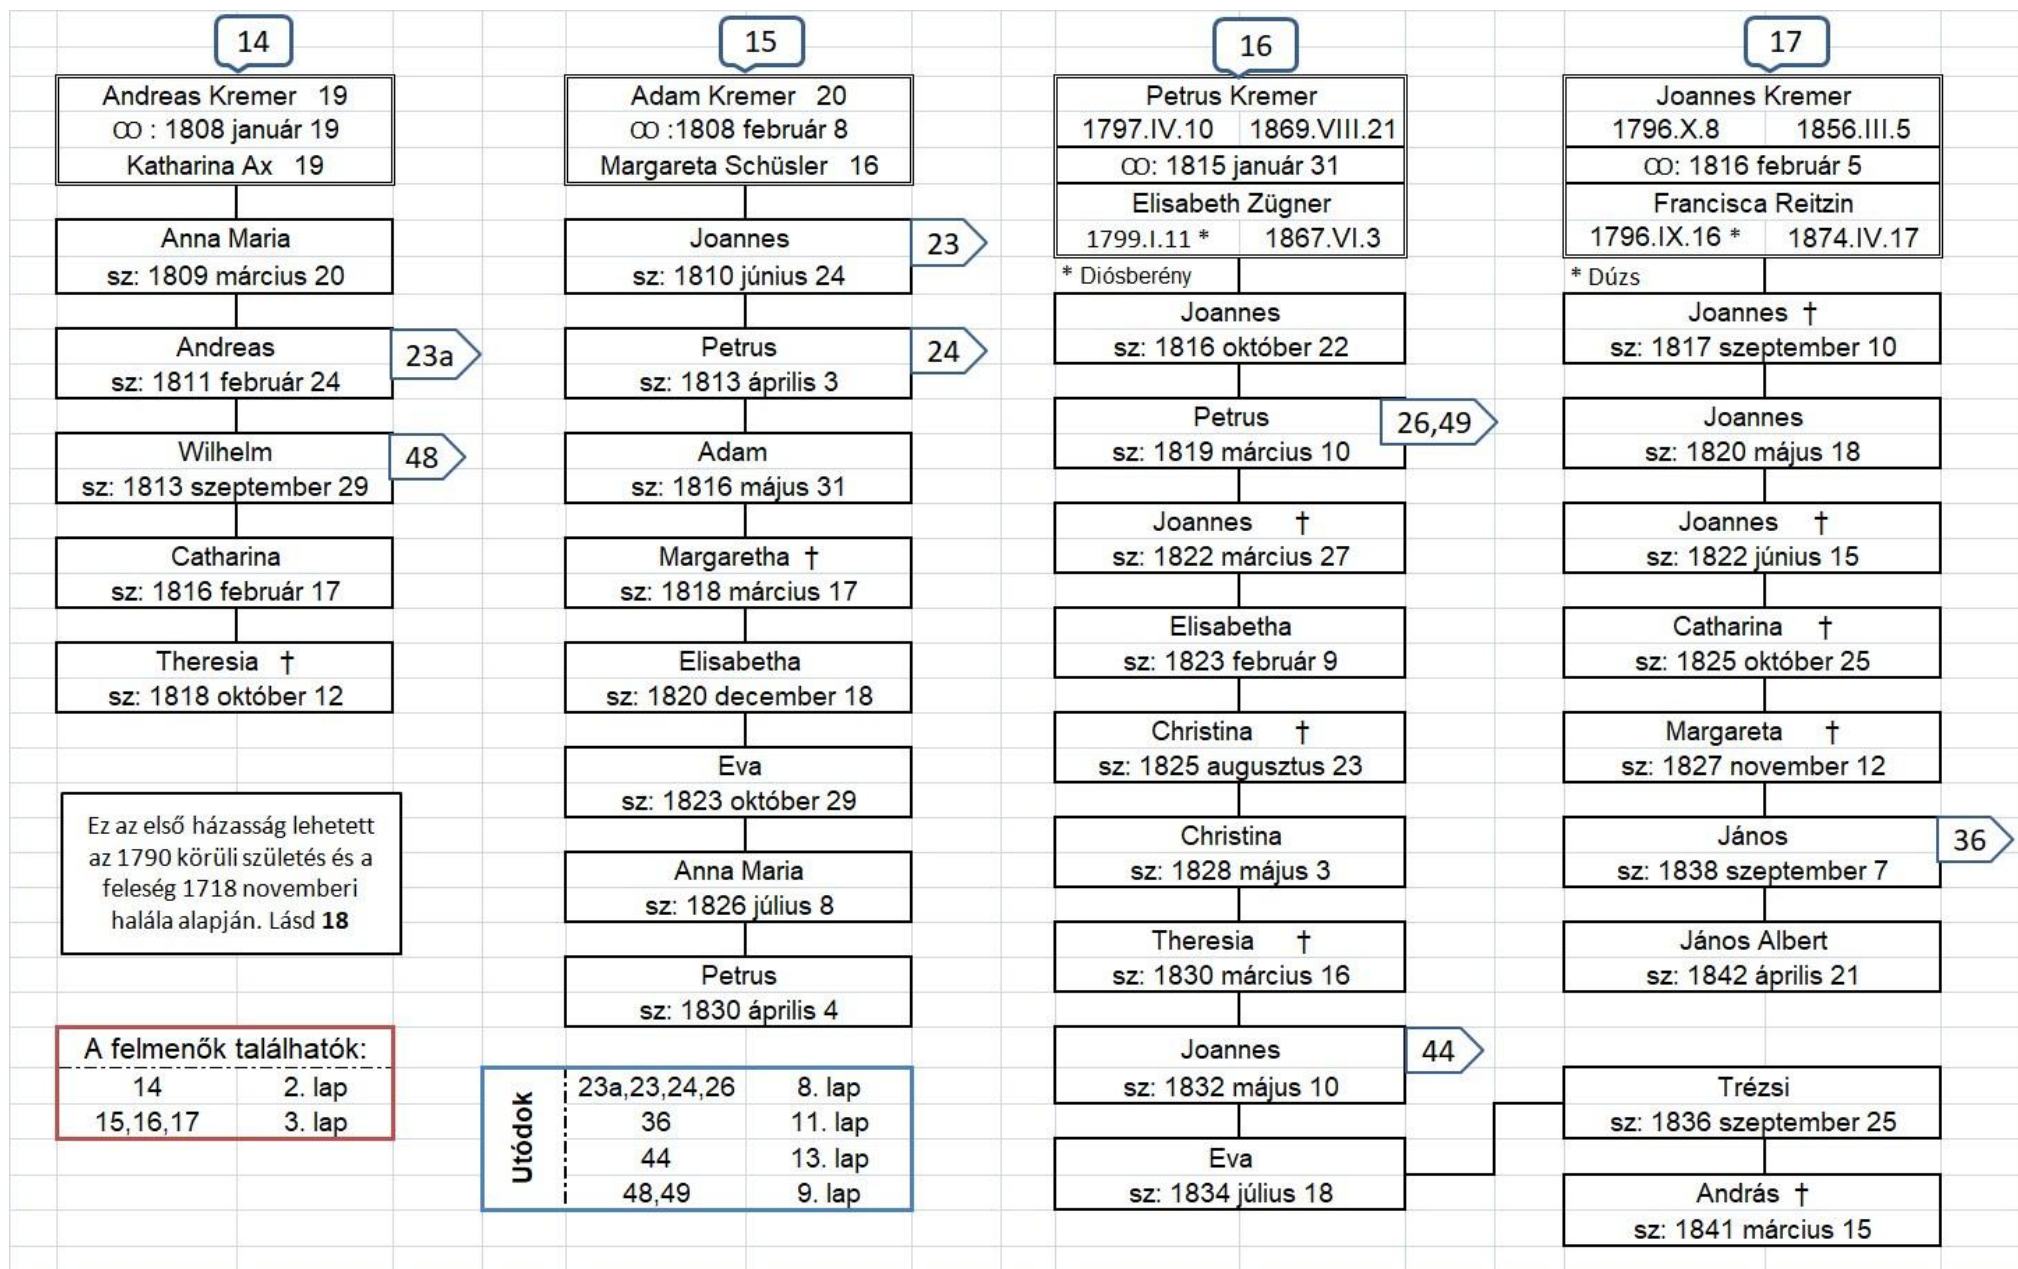 14
Andreas Kremer 19
ꝏ : 1808 január 19
Katharina Ax 19
Anna Maria
sz: 1809 március 20
Andreas
sz: 1811 február 24
23a
Wilhelm
sz: 1813 szeptember 29
48
Catharina
sz: 1816 február 17
Theresia †
sz: 1818 október 12
Ez az első házasság lehetett
az 1790 körüli születés és a
feleség 1718 novemberi
halála alapján. Lásd 18
A felmenők találhatók:
14 2. lap
15,16,17 3. lap
15
Adam Kremer 20
ꝏ :1808 február 8
Margareta Schüsler 16
Joannes
sz: 1810 június 24
23
Petrus
sz: 1813 április 3
24
Adam
sz: 1816 május 31
Margaretha †
sz: 1818 március 17
Elisabetha
sz: 1820 december 18
Eva
sz: 1823 október 29
Anna Maria
sz: 1826 július 8
Petrus
sz: 1830 április 4
Utódok
23a,23,24,26 8. lap
36 11. lap
44 13. lap
48,49 9. lap
16
Petrus Kremer
1797.IV.10 1869.VIII.21
ꝏ: 1815 január 31
Elisabeth Zügner
1799.I.11 * 1867.VI.3
* Diósberény
Joannes
sz: 1816 október 22
Petrus
sz: 1819 március 10
26,49
Joannes †
sz: 1822 március 27
Elisabetha
sz: 1823 február 9
Christina †
sz: 1825 augusztus 23
Christina
sz: 1828 május 3
Theresia †
sz: 1830 március 16
Joannes
sz: 1832 május 10
44
Eva
sz: 1834 július 18
17
Joannes Kremer
1796.X.8 1856.III.5
ꝏ: 1816 február 5
Francisca Reitzin
1796.IX.16 * 1874.IV.17
* Dúzs
Joannes †
sz: 1817 szeptember 10
Joannes
sz: 1820 május 18
Joannes †
sz: 1822 június 15
Catharina †
sz: 1825 október 25
Margareta †
sz: 1827 november 12
János
sz: 1838 szeptember 7
36
János Albert
sz: 1842 április 21
Trézsi
sz: 1836 szeptember 25
András †
sz: 1841 március 15